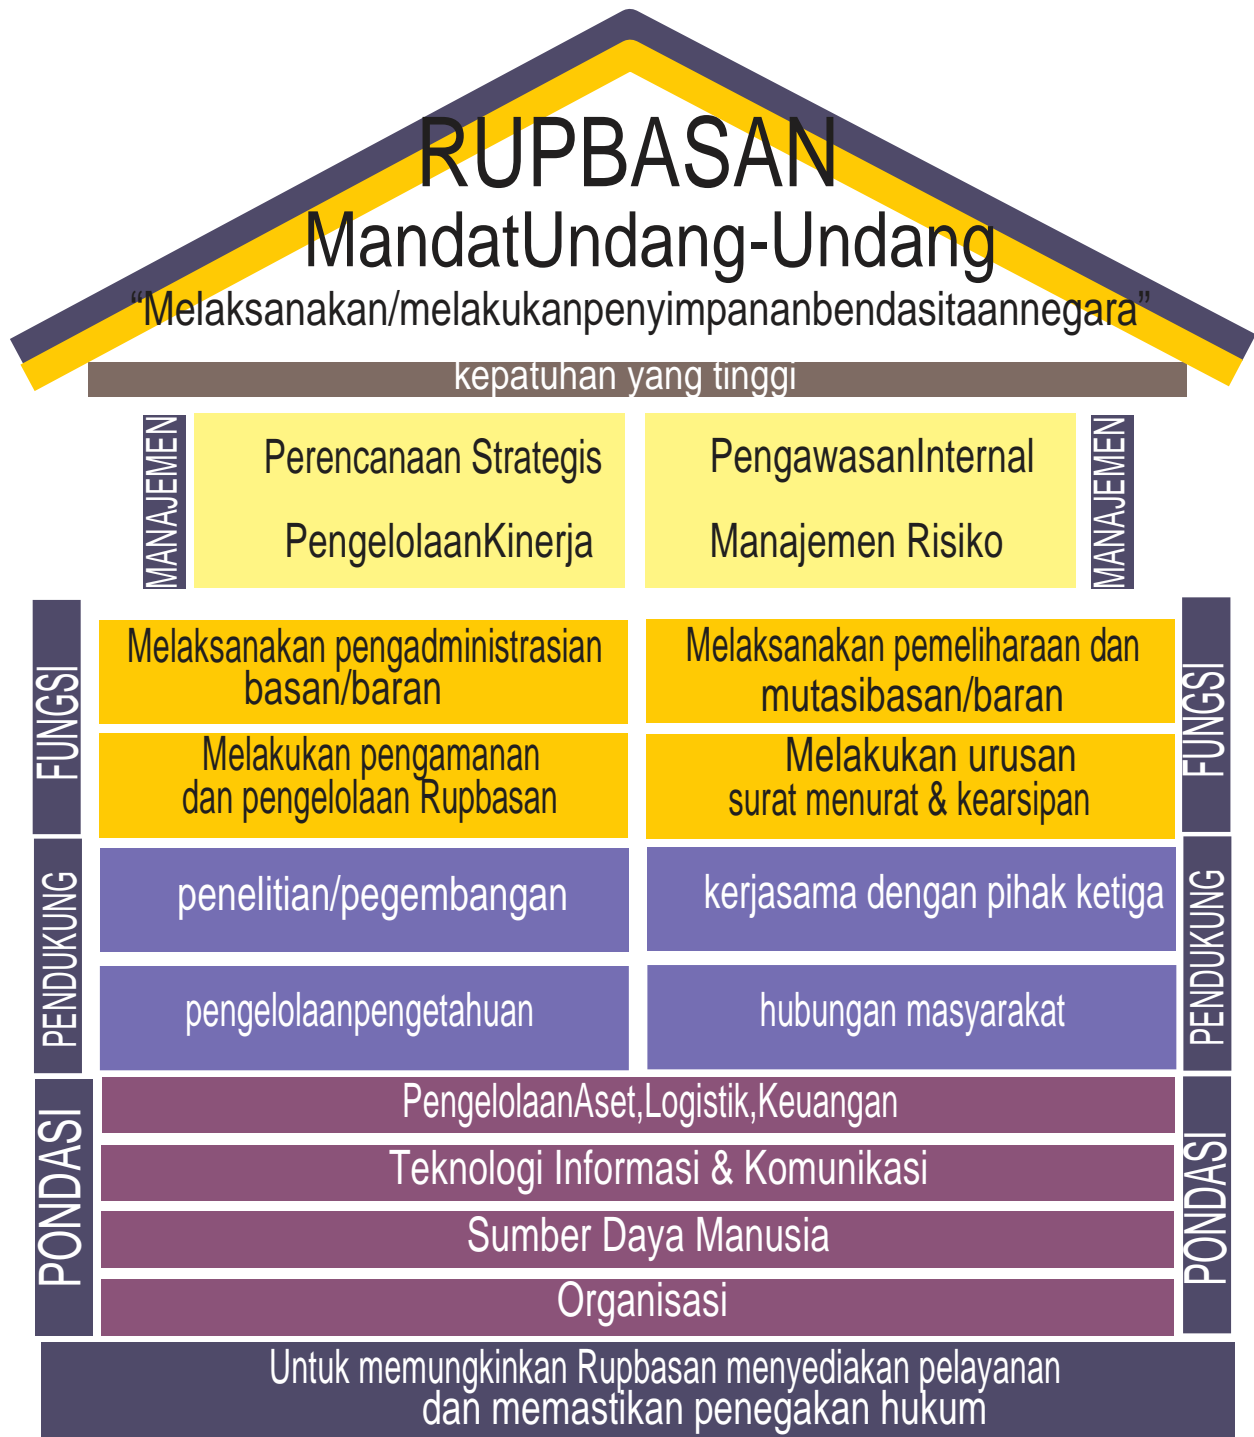 RUPBASAN
MandatUndang-Undang
“Melaksanakan/melakukanpenyimpananbendasitaannegara”
kepatuhan yang tinggi
MANAJEMEN
Perencanaan Strategis
PengelolaanKinerja
PengawasanInternal
Manajemen Risiko
MANAJEMEN
FUNGSI
Melaksanakan pengadministrasian
basan/baran
Melaksanakan pemeliharaan dan
mutasibasan/baran
Melakukan pengamanan
dan pengelolaan Rupbasan
Melakukan urusan
surat menurat & kearsipan
FUNGSI
PENDUKUNG
penelitian/pegembangan
kerjasama dengan pihak ketiga
pengelolaanpengetahuan
hubungan masyarakat
PENDUKUNG
PONDASI
PengelolaanAset,Logistik,Keuangan
Teknologi Informasi & Komunikasi
Sumber Daya Manusia
Organisasi
PONDASI
Untuk memungkinkan Rupbasan menyediakan pelayanan
dan memastikan penegakan hukum